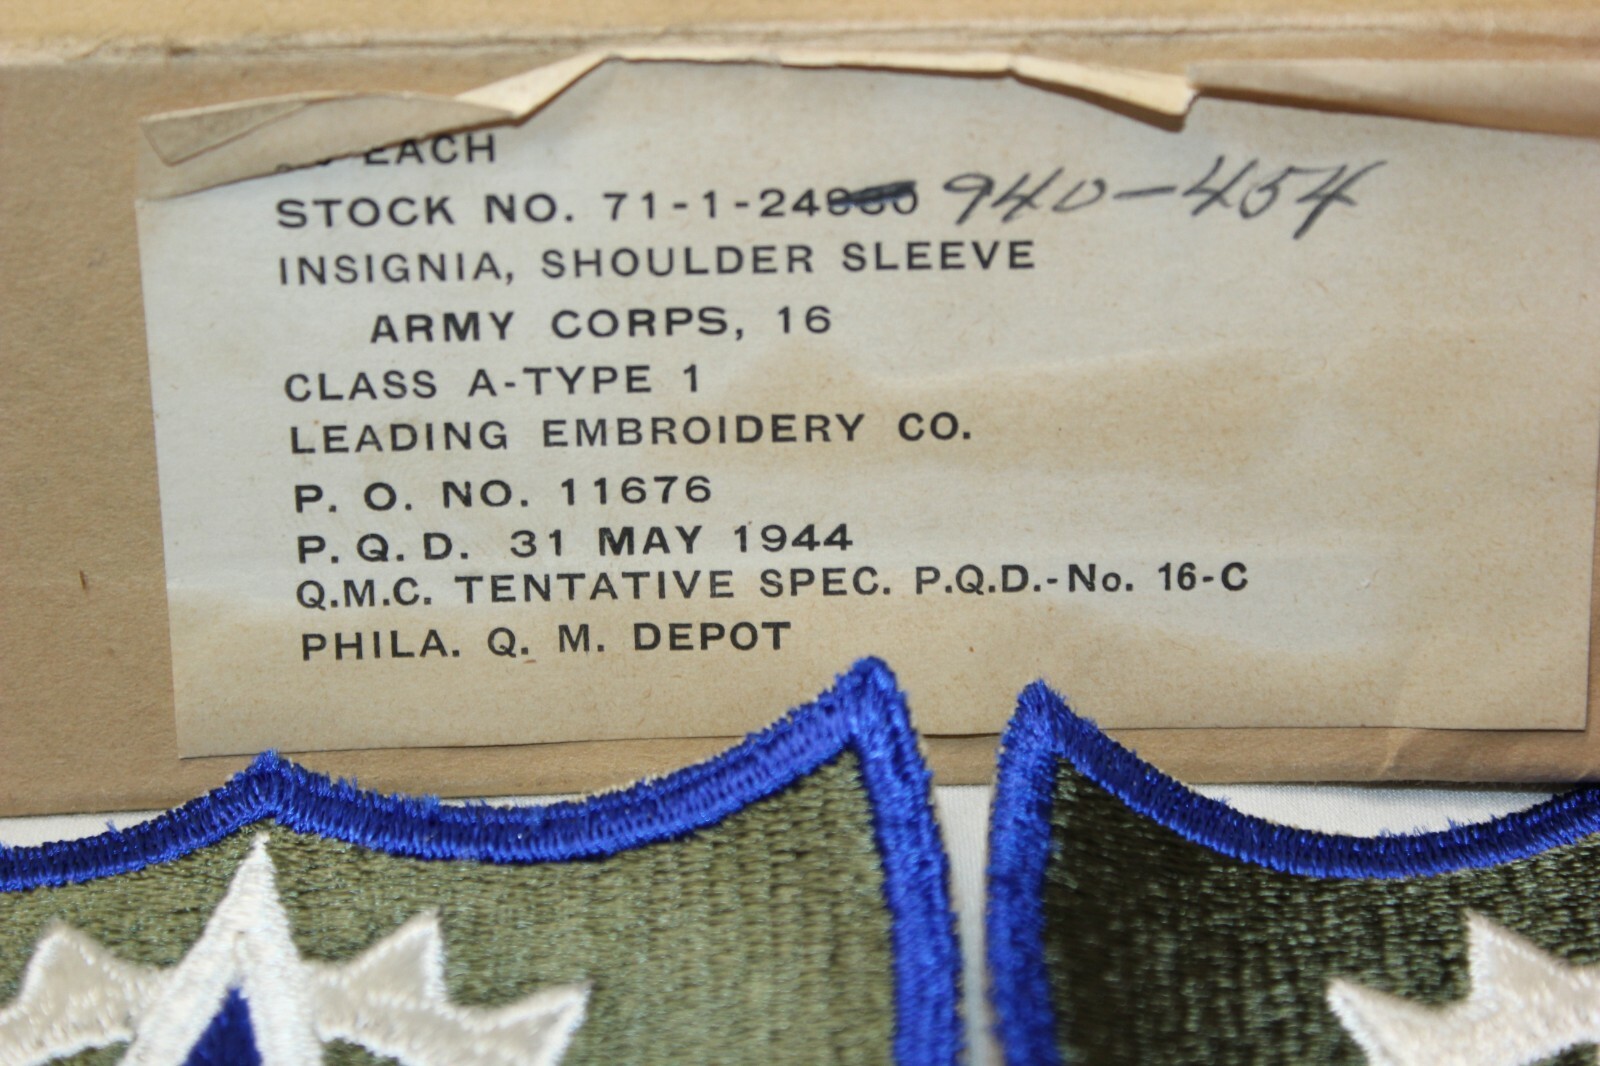 EACH
STOCK NO. 71-1-24 940-454
INSIGNIA, SHOULDER SLEEVE
ARMY CORPS, 16
CLASS A-TYPE 1
LEADING EMBROIDERY CO.
P. O. NO. 11676
P.Q.D. 31 MAY 1944
Q.M.C. TENTATIVE SPEC. P.Q.D.-No. 16-C
PHILA. Q. M. DEPOT